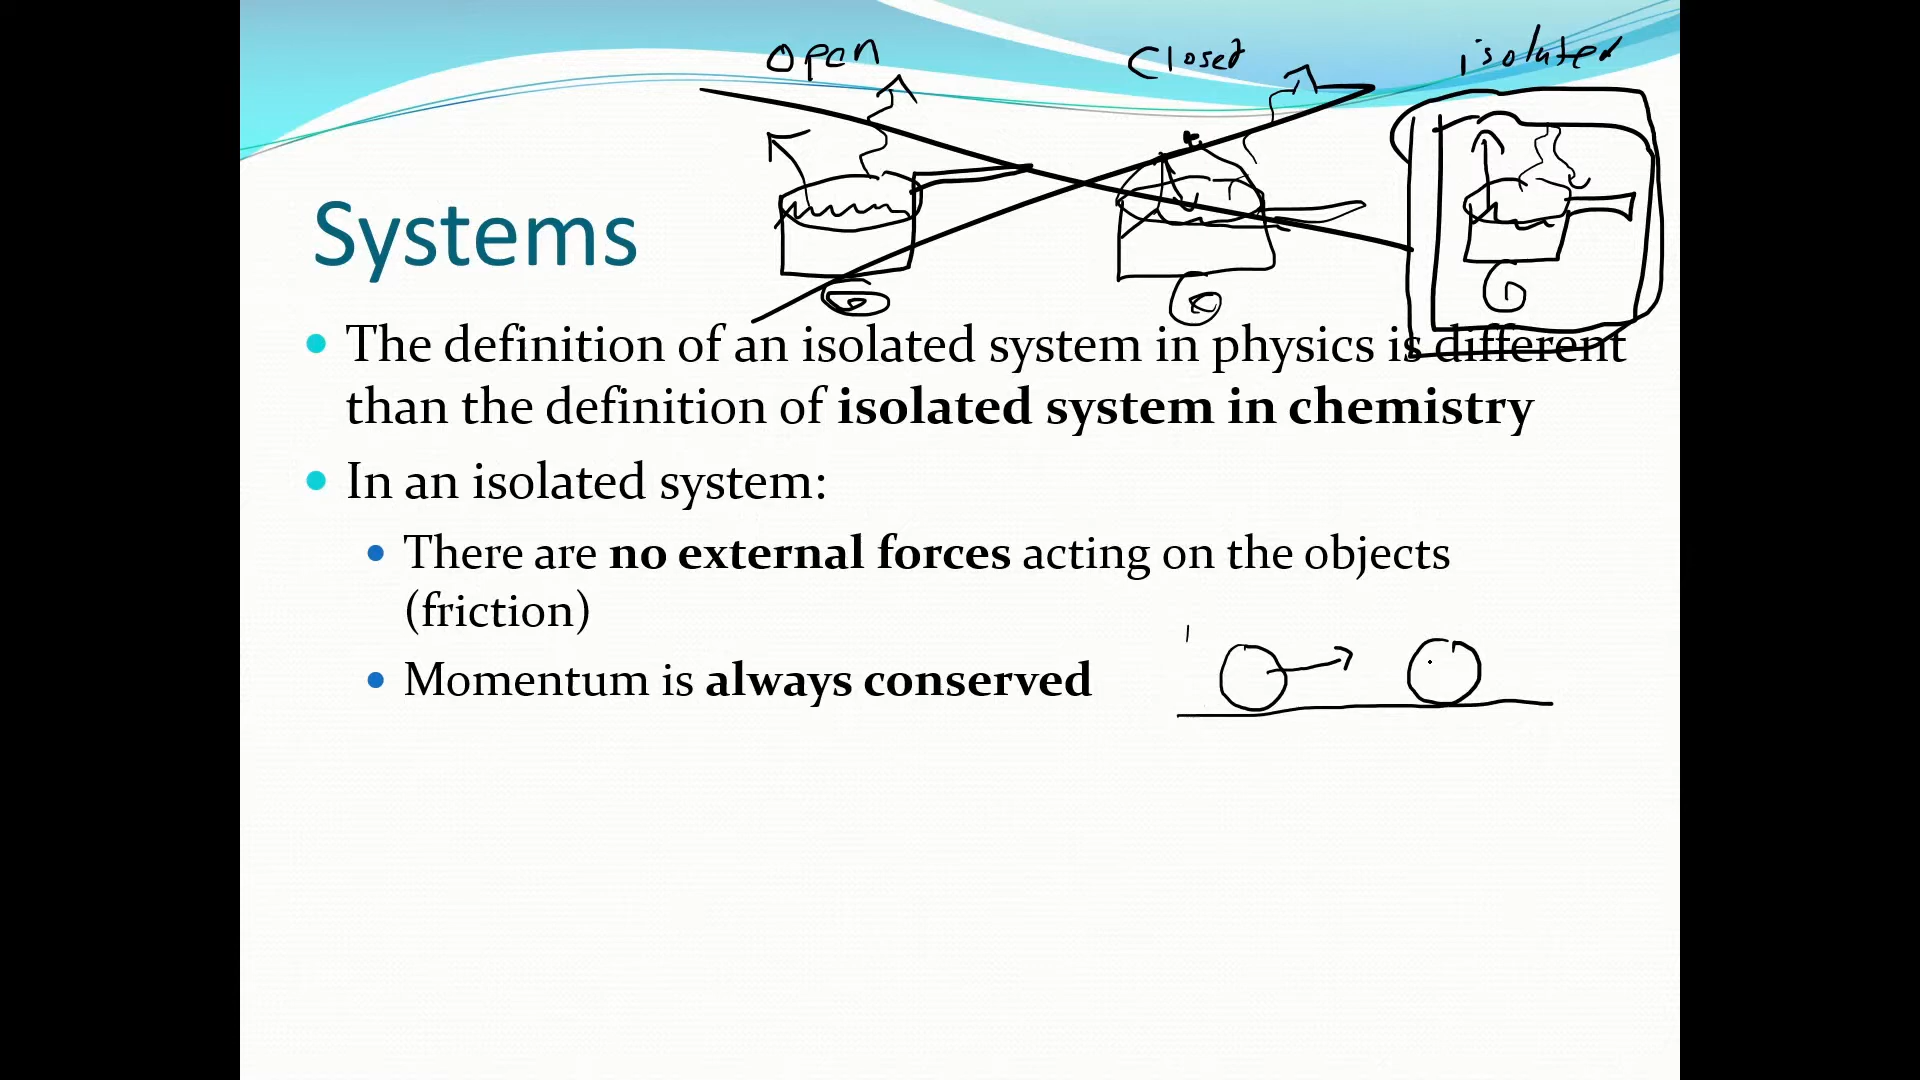 open closed isolated
Systems
The definition of an isolated system in physics is different
than the definition of isolated system in chemistry
In an isolated system:
There are no external forces acting on the objects
(friction)
Momentum is always conserved